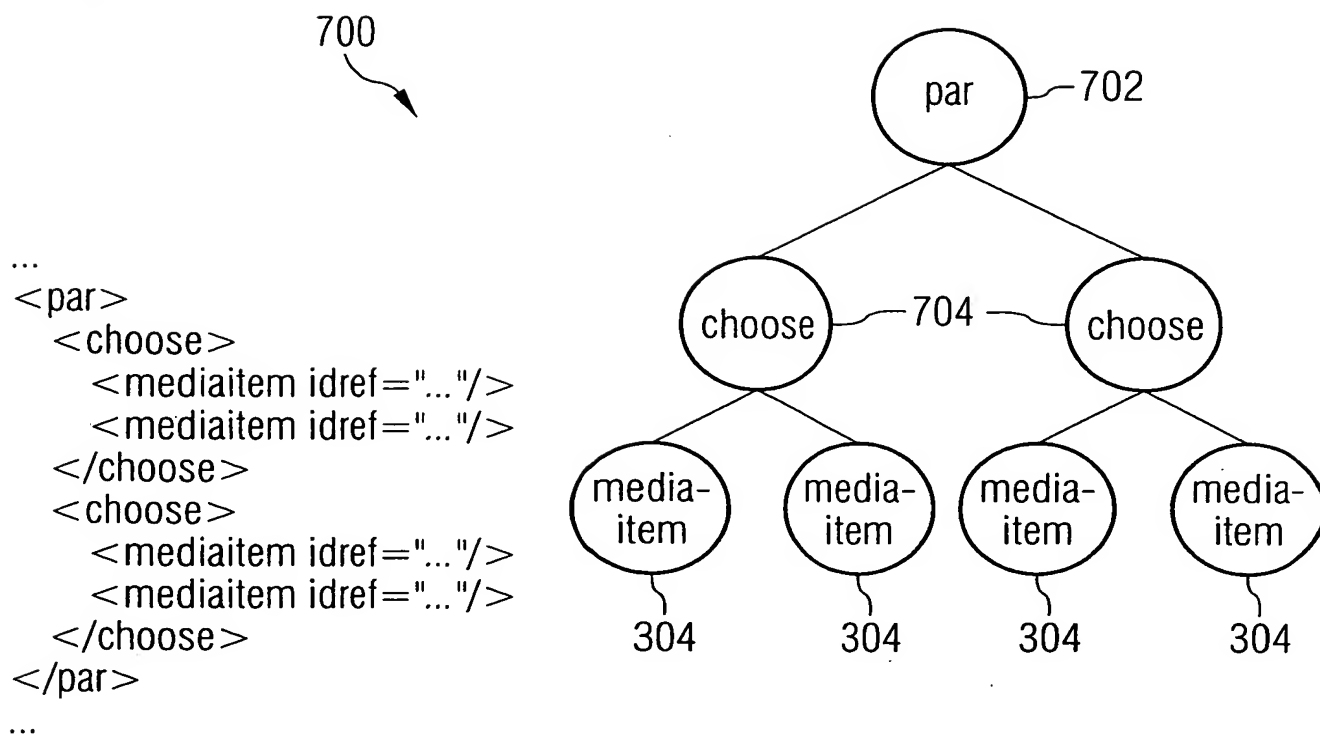 700
par
702
choose
704
choose
media-
item
media-
item
media-
item
media-
item
304
304
304
304
...
<par>
<choose>
<mediaitem idref="..."/>
<mediaitem idref="..."/>
</choose>
<choose>
<mediaitem idref="..."/>
<mediaitem idref="..."/>
</choose>
</par>
...